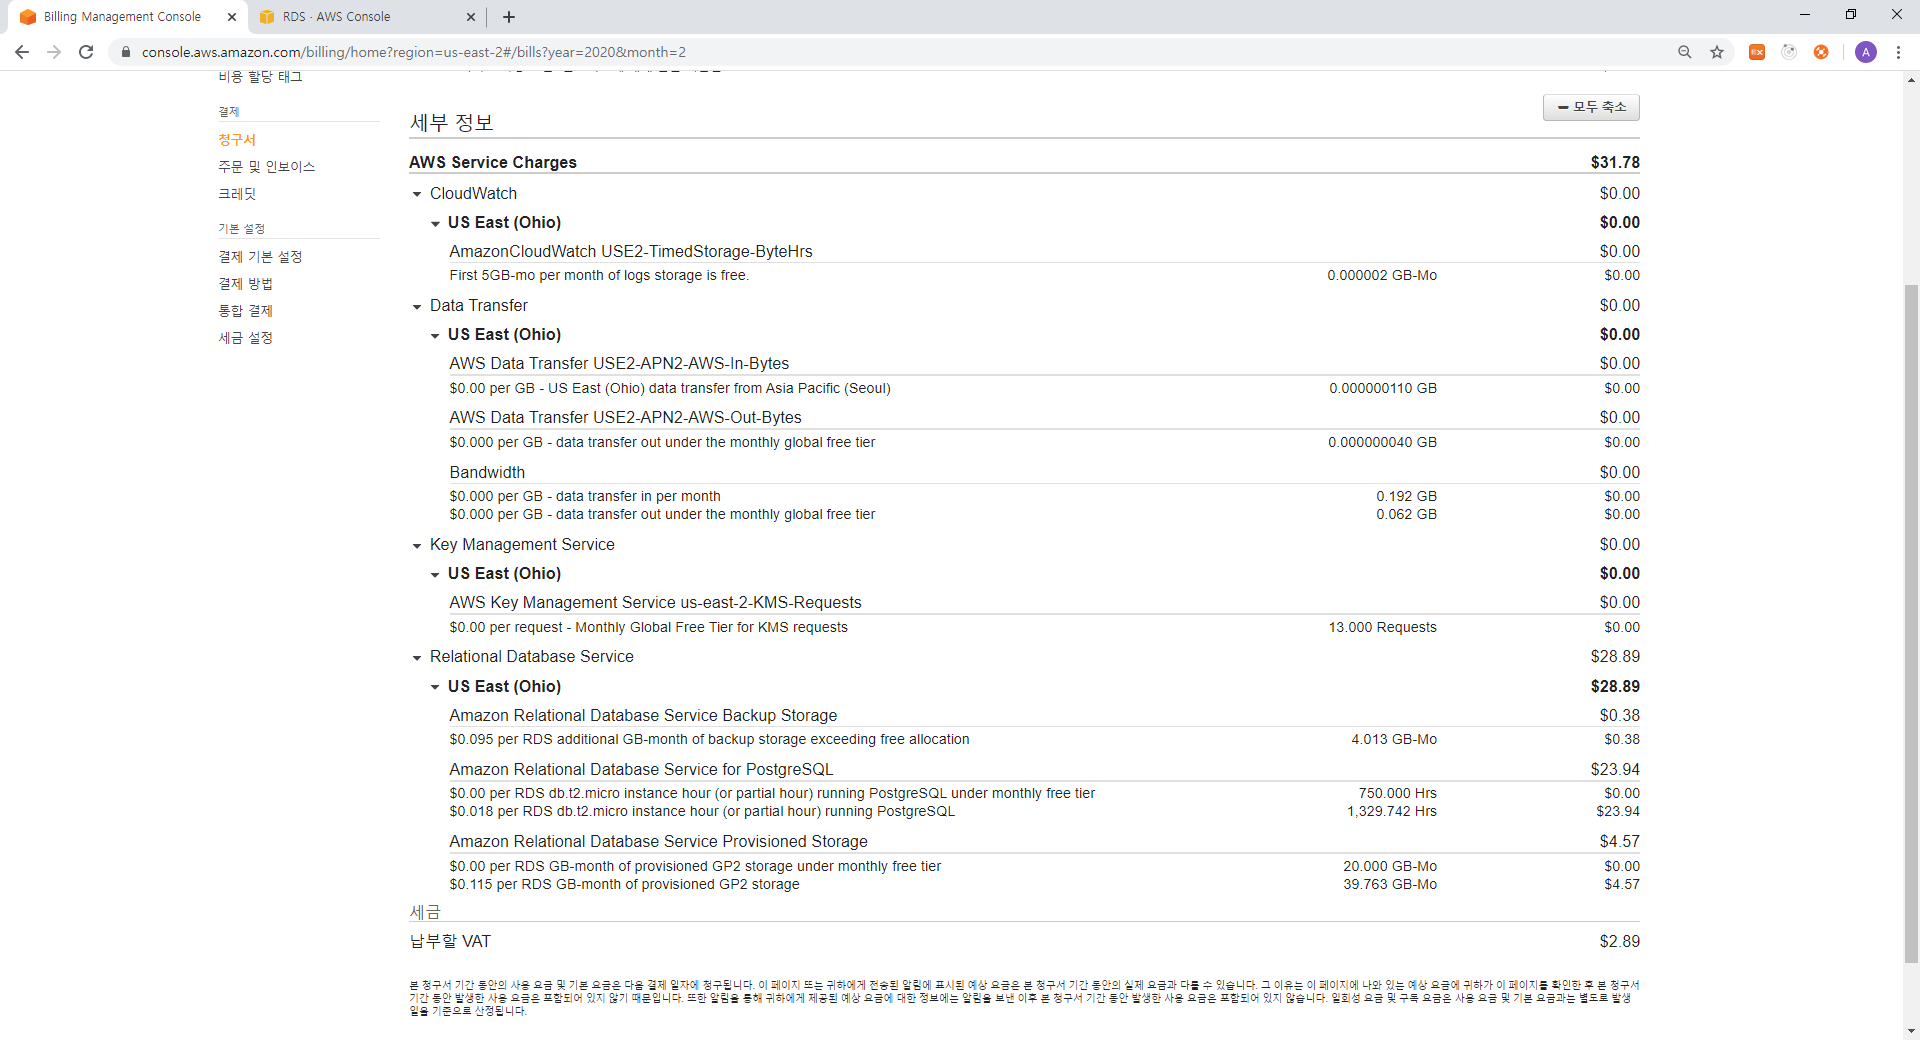 Billing Management Console
RDS · AWS Console
console.aws.amazon.com/billing/home?region=us-east-2#/bills?year=2020&month=2
A
비용 할당 태그
결제
청구서
주문 및 인보이스
크레딧
기본 설정
결제 기본 설정
결제 방법
통합 결제
세금 설정
세부 정보
모두 축소
AWS Service Charges $31.78
CloudWatch $0.00
US East (Ohio) $0.00
AmazonCloudWatch USE2-TimedStorage-ByteHrs $0.00
First 5GB-mo per month of logs storage is free. 0.000002 GB-Mo $0.00
Data Transfer $0.00
US East (Ohio) $0.00
AWS Data Transfer USE2-APN2-AWS-In-Bytes $0.00
$0.00 per GB - US East (Ohio) data transfer from Asia Pacific (Seoul) 0.000000110 GB $0.00
AWS Data Transfer USE2-APN2-AWS-Out-Bytes $0.00
$0.000 per GB - data transfer out under the monthly global free tier 0.000000040 GB $0.00
Bandwidth $0.00
$0.000 per GB - data transfer in per month 0.192 GB $0.00
$0.000 per GB - data transfer out under the monthly global free tier 0.062 GB $0.00
Key Management Service $0.00
US East (Ohio) $0.00
AWS Key Management Service us-east-2-KMS-Requests $0.00
$0.00 per request - Monthly Global Free Tier for KMS requests 13.000 Requests $0.00
Relational Database Service $28.89
US East (Ohio) $28.89
Amazon Relational Database Service Backup Storage $0.38
$0.095 per RDS additional GB-month of backup storage exceeding free allocation 4.013 GB-Mo $0.38
Amazon Relational Database Service for PostgreSQL $23.94
$0.00 per RDS db.t2.micro instance hour (or partial hour) running PostgreSQL under monthly free tier 750.000 Hrs $0.00
$0.018 per RDS db.t2.micro instance hour (or partial hour) running PostgreSQL 1,329.742 Hrs $23.94
Amazon Relational Database Service Provisioned Storage $4.57
$0.00 per RDS GB-month of provisioned GP2 storage under monthly free tier 20.000 GB-Mo $0.00
$0.115 per RDS GB-month of provisioned GP2 storage 39.763 GB-Mo $4.57
세금
납부할 VAT $2.89
본 청구서 기간 동안의 사용 요금 및 기본 요금은 다음 결제 일자에 청구됩니다. 이 페이지 또는 귀하에게 전송된 알림에 표시된 예상 요금은 본 청구서 기간 동안의 실제 요금과 다를 수 있습니다. 그 이유는 이 페이지에 나와 있는 예상 요금에 귀하가 이 페이지를 확인한 후 본 청구서
기간 동안 발생한 사용 요금은 포함되어 있지 않기 때문입니다. 또한 알림을 통해 귀하에게 제공된 예상 요금에 대한 정보에는 알림을 보낸 이후 본 청구서 기간 동안 발생한 사용 요금은 포함되어 있지 않습니다. 일회성 요금 및 구독 요금은 사용 요금 및 기본 요금과는 별도로 발생
일을 기준으로 산정됩니다.